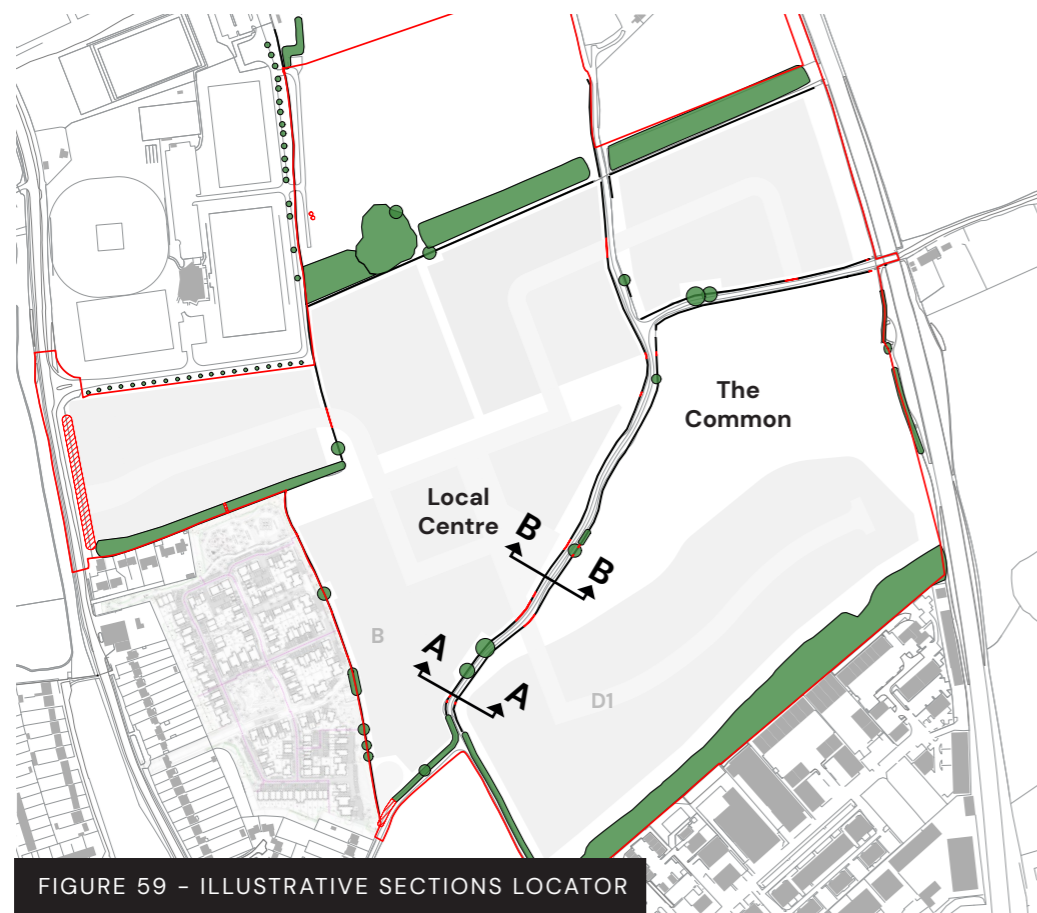 The
Common
Local
Centre
B
B
B
A
A
D1
FIGURE 59 - ILLUSTRATIVE SECTIONS LOCATOR